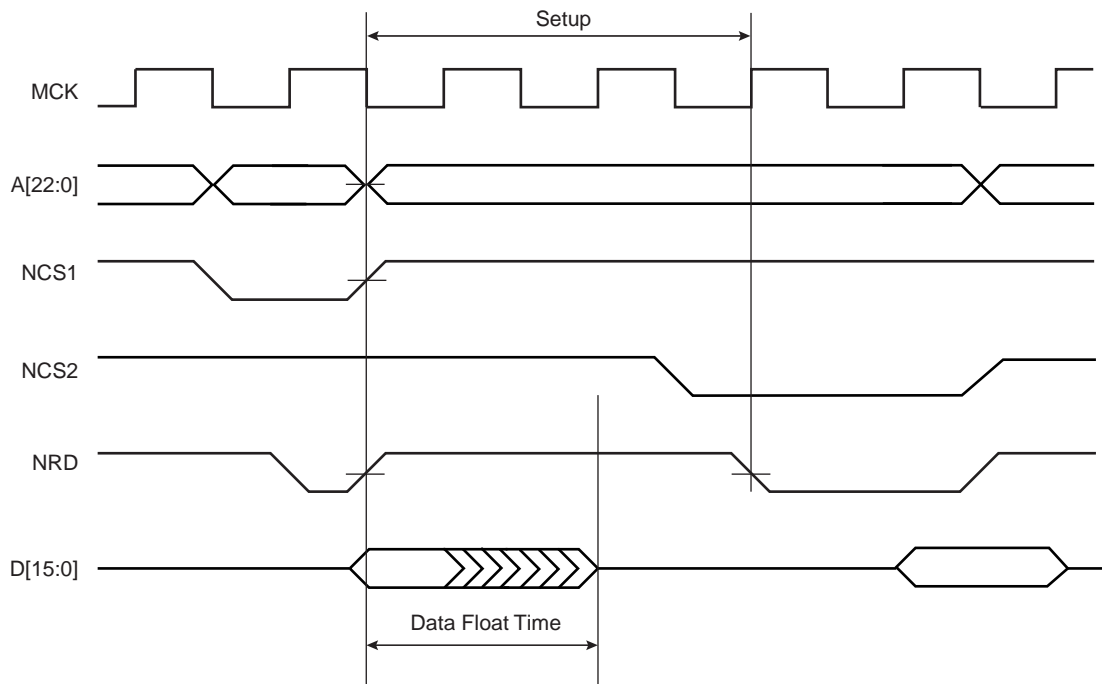 Setup
MCK
A[22:0]
NCS1
NCS2
NRD
D[15:0]
Data Float Time